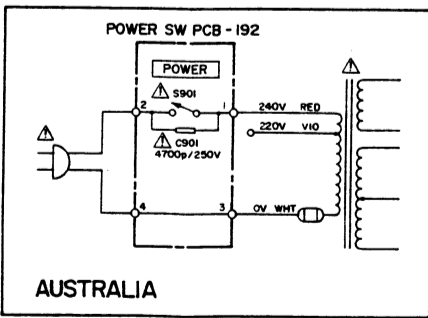 POWER SW PCB - 192
POWER
S901
2
1
240V RED
220V VIO
C901
4700p/250V
4
3
0V WHT
AUSTRALIA